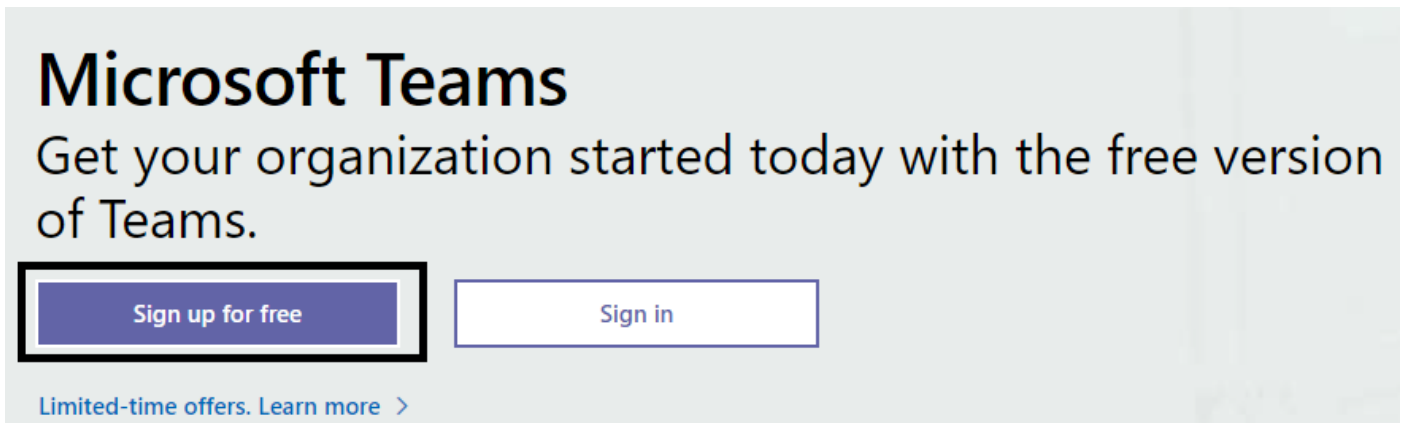 Microsoft Teams
Get your organization started today with the free version
of Teams.
Sign up for free
Sign in
Limited-time offers. Learn more >